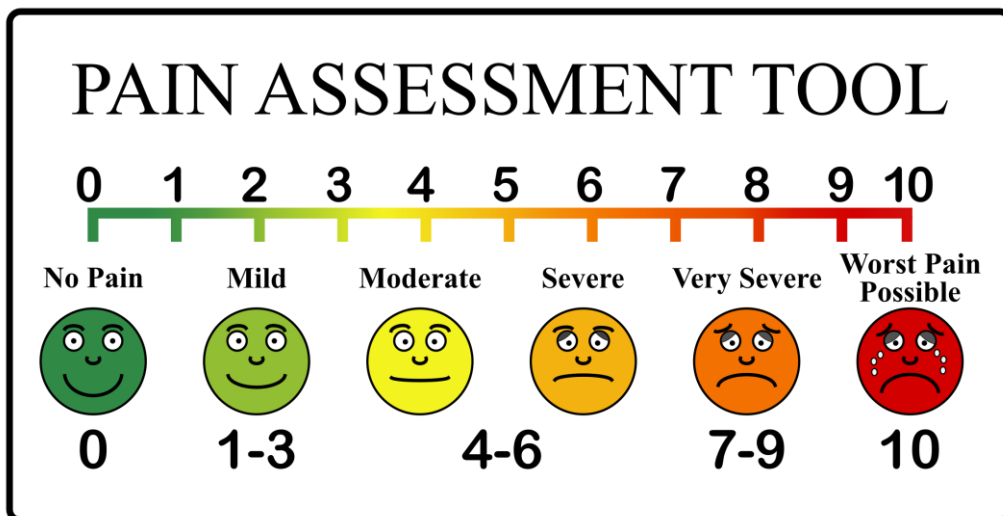 PAIN ASSESSMENT TOOL
0 1 2 3 4 5 6 7 8 9 10
No Pain Mild Moderate Severe Very Severe Worst Pain
Possible
0 1-3 4-6 7-9 10